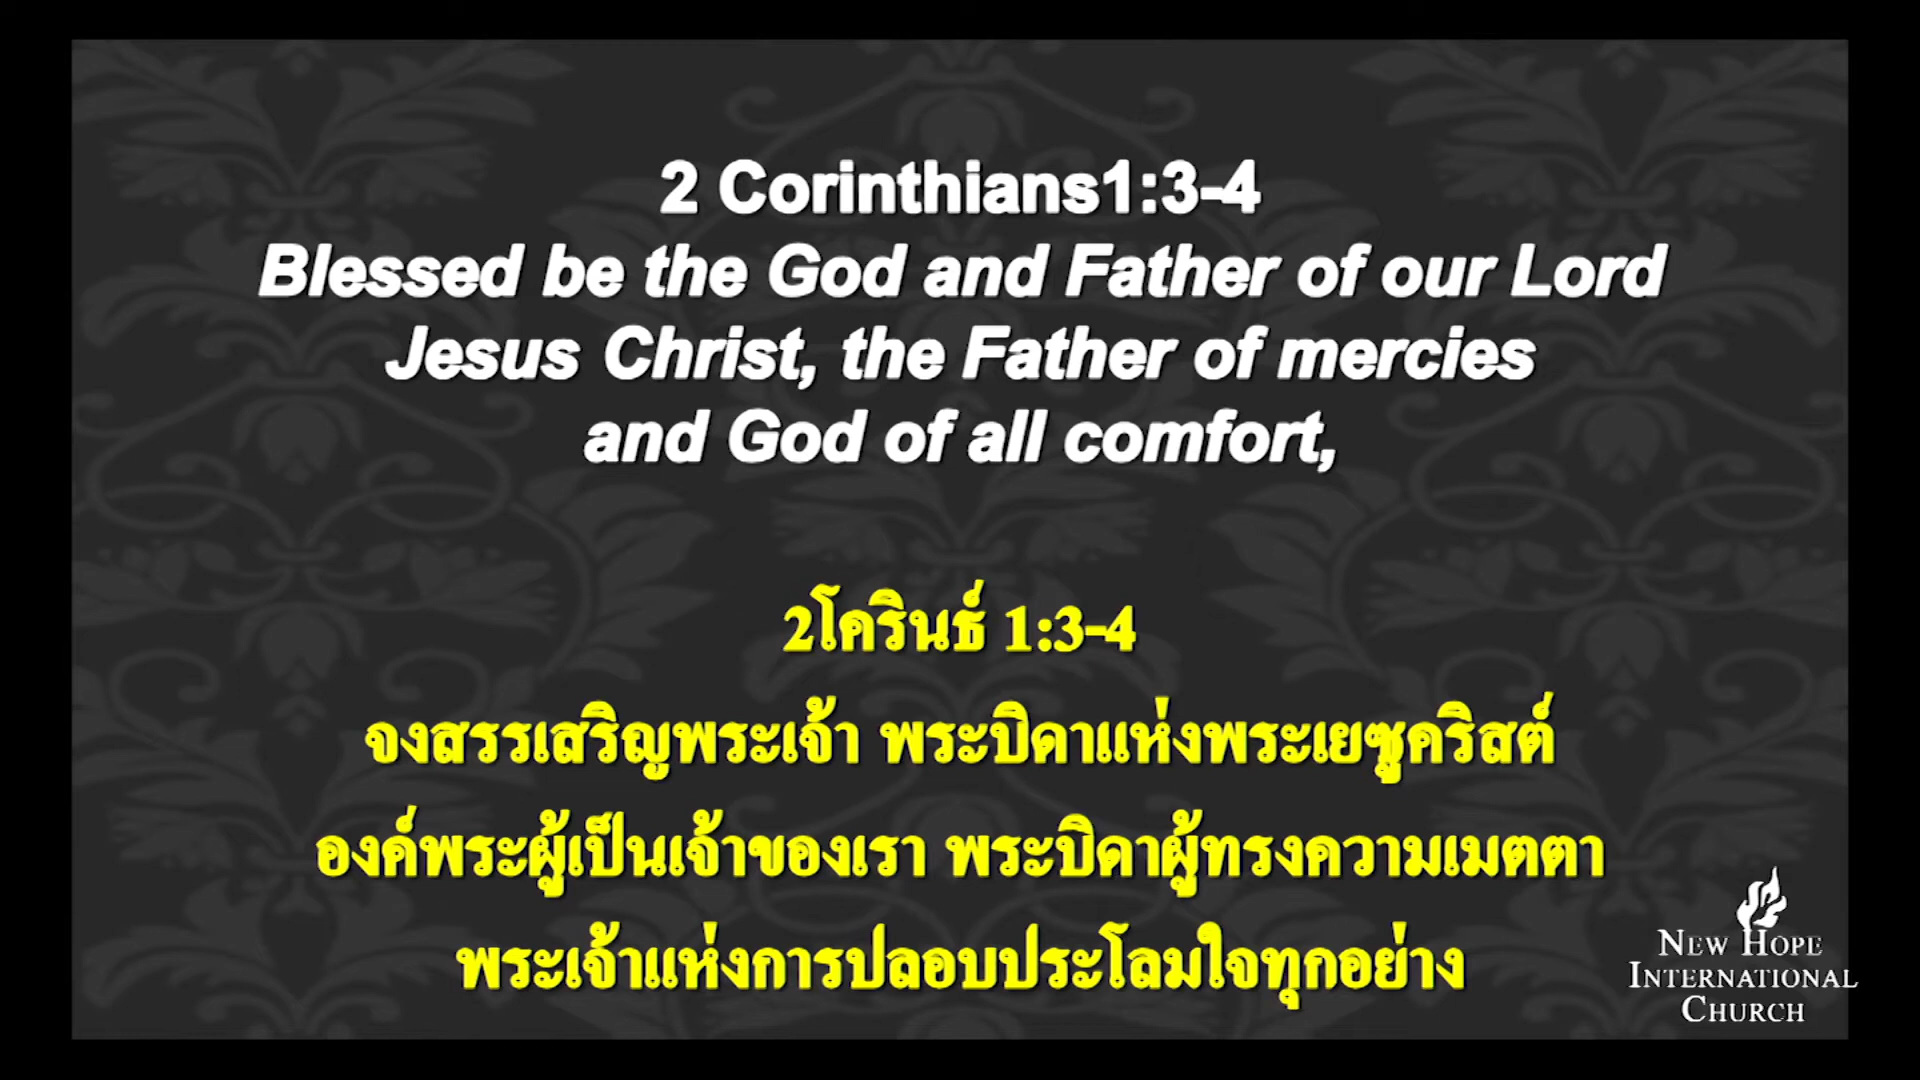 2 Corinthians1:3-4
Blessed be the God and Father of our Lord
Jesus Christ, the Father of mercies
and God of all comfort,
2โครินธ์ 1:3-4
จงสรรเสริญพระเจ้า พระบิดาแห่งพระเยซูคริสต์
องค์พระผู้เป็นเจ้าของเรา พระบิดาผู้ทรงความเมตตา
พระเจ้าแห่งการปลอบประโลมใจทุกอย่าง
NEW HOPE
INTERNATIONAL
CHURCH